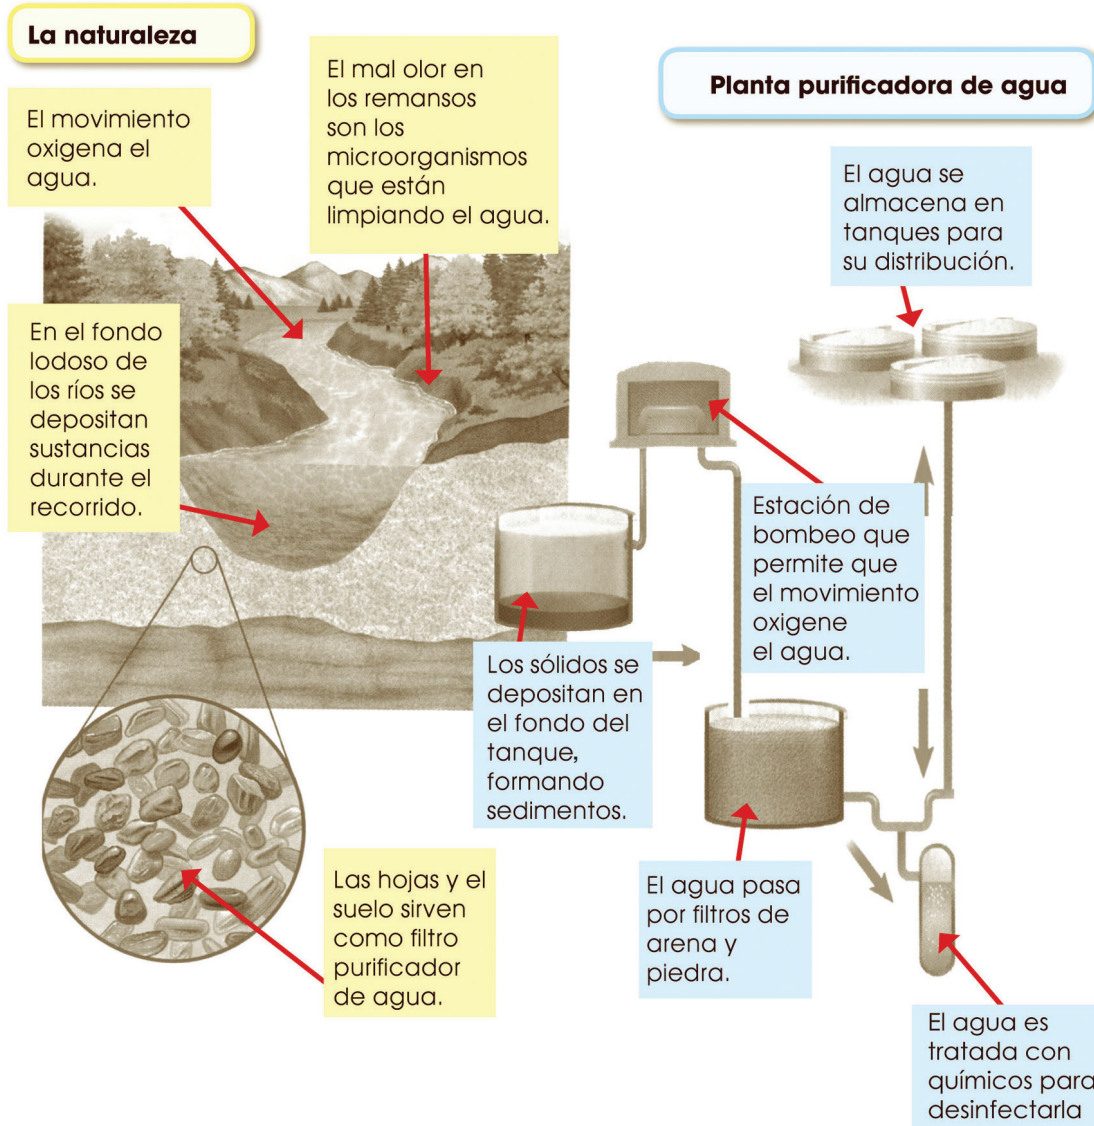 La naturaleza
El movimiento
oxigena el
agua.
El mal olor en
los remansos
son los
microorganismos
que están
limpiando el agua.
En el fondo
lodoso de
los ríos se
depositan
sustancias
durante el
recorrido.
Las hojas y el
suelo sirven
como filtro
purificador
de agua.
Planta purificadora de agua
El agua se
almacena en
tanques para
su distribución.
Estación de
bombeo que
permite que
el movimiento
oxigene
el agua.
Los sólidos se
depositan en
el fondo del
tanque,
formando
sedimentos.
El agua pasa
por filtros de
arena y
piedra.
El agua es
tratada con
químicos para
desinfectarla